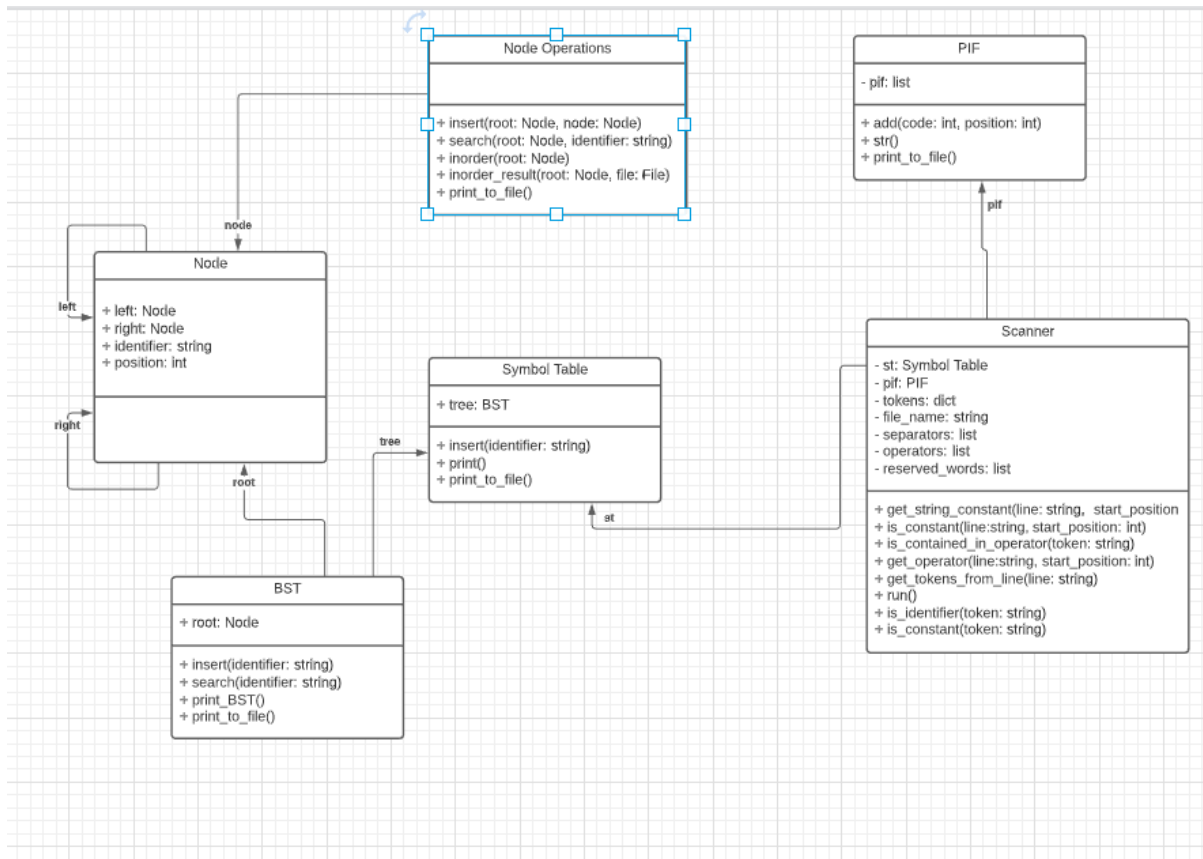 Node Operations
+ insert(root: Node, node: Node)
+ search(root: Node, identifier: string)
+ inorder(root: Node)
+ inorder_result(root: Node, file: File)
+ print_to_file()
PIF
- pif: list
+ add(code: int, position: int)
+ str()
+ print_to_file()
pif
node
Node
+ left: Node
+ right: Node
+ identifier: string
+ position: int
left
right
root
Symbol Table
+ tree: BST
+ insert(identifier: string)
+ print()
+ print_to_file()
tree
st
Scanner
- st: Symbol Table
- pif: PIF
- tokens: dict
- file_name: string
- separators: list
- operators: list
- reserved_words: list
+ get_string_constant(line: string, start_position
+ is_constant(line:string, start_position: int)
+ is_contained_in_operator(token: string)
+ get_operator(line:string, start_position: int)
+ get_tokens_from_line(line: string)
+ run()
+ is_identifier(token: string)
+ is_constant(token: string)
BST
+ root: Node
+ insert(identifier: string)
+ search(identifier: string)
+ print_BST()
+ print_to_file()